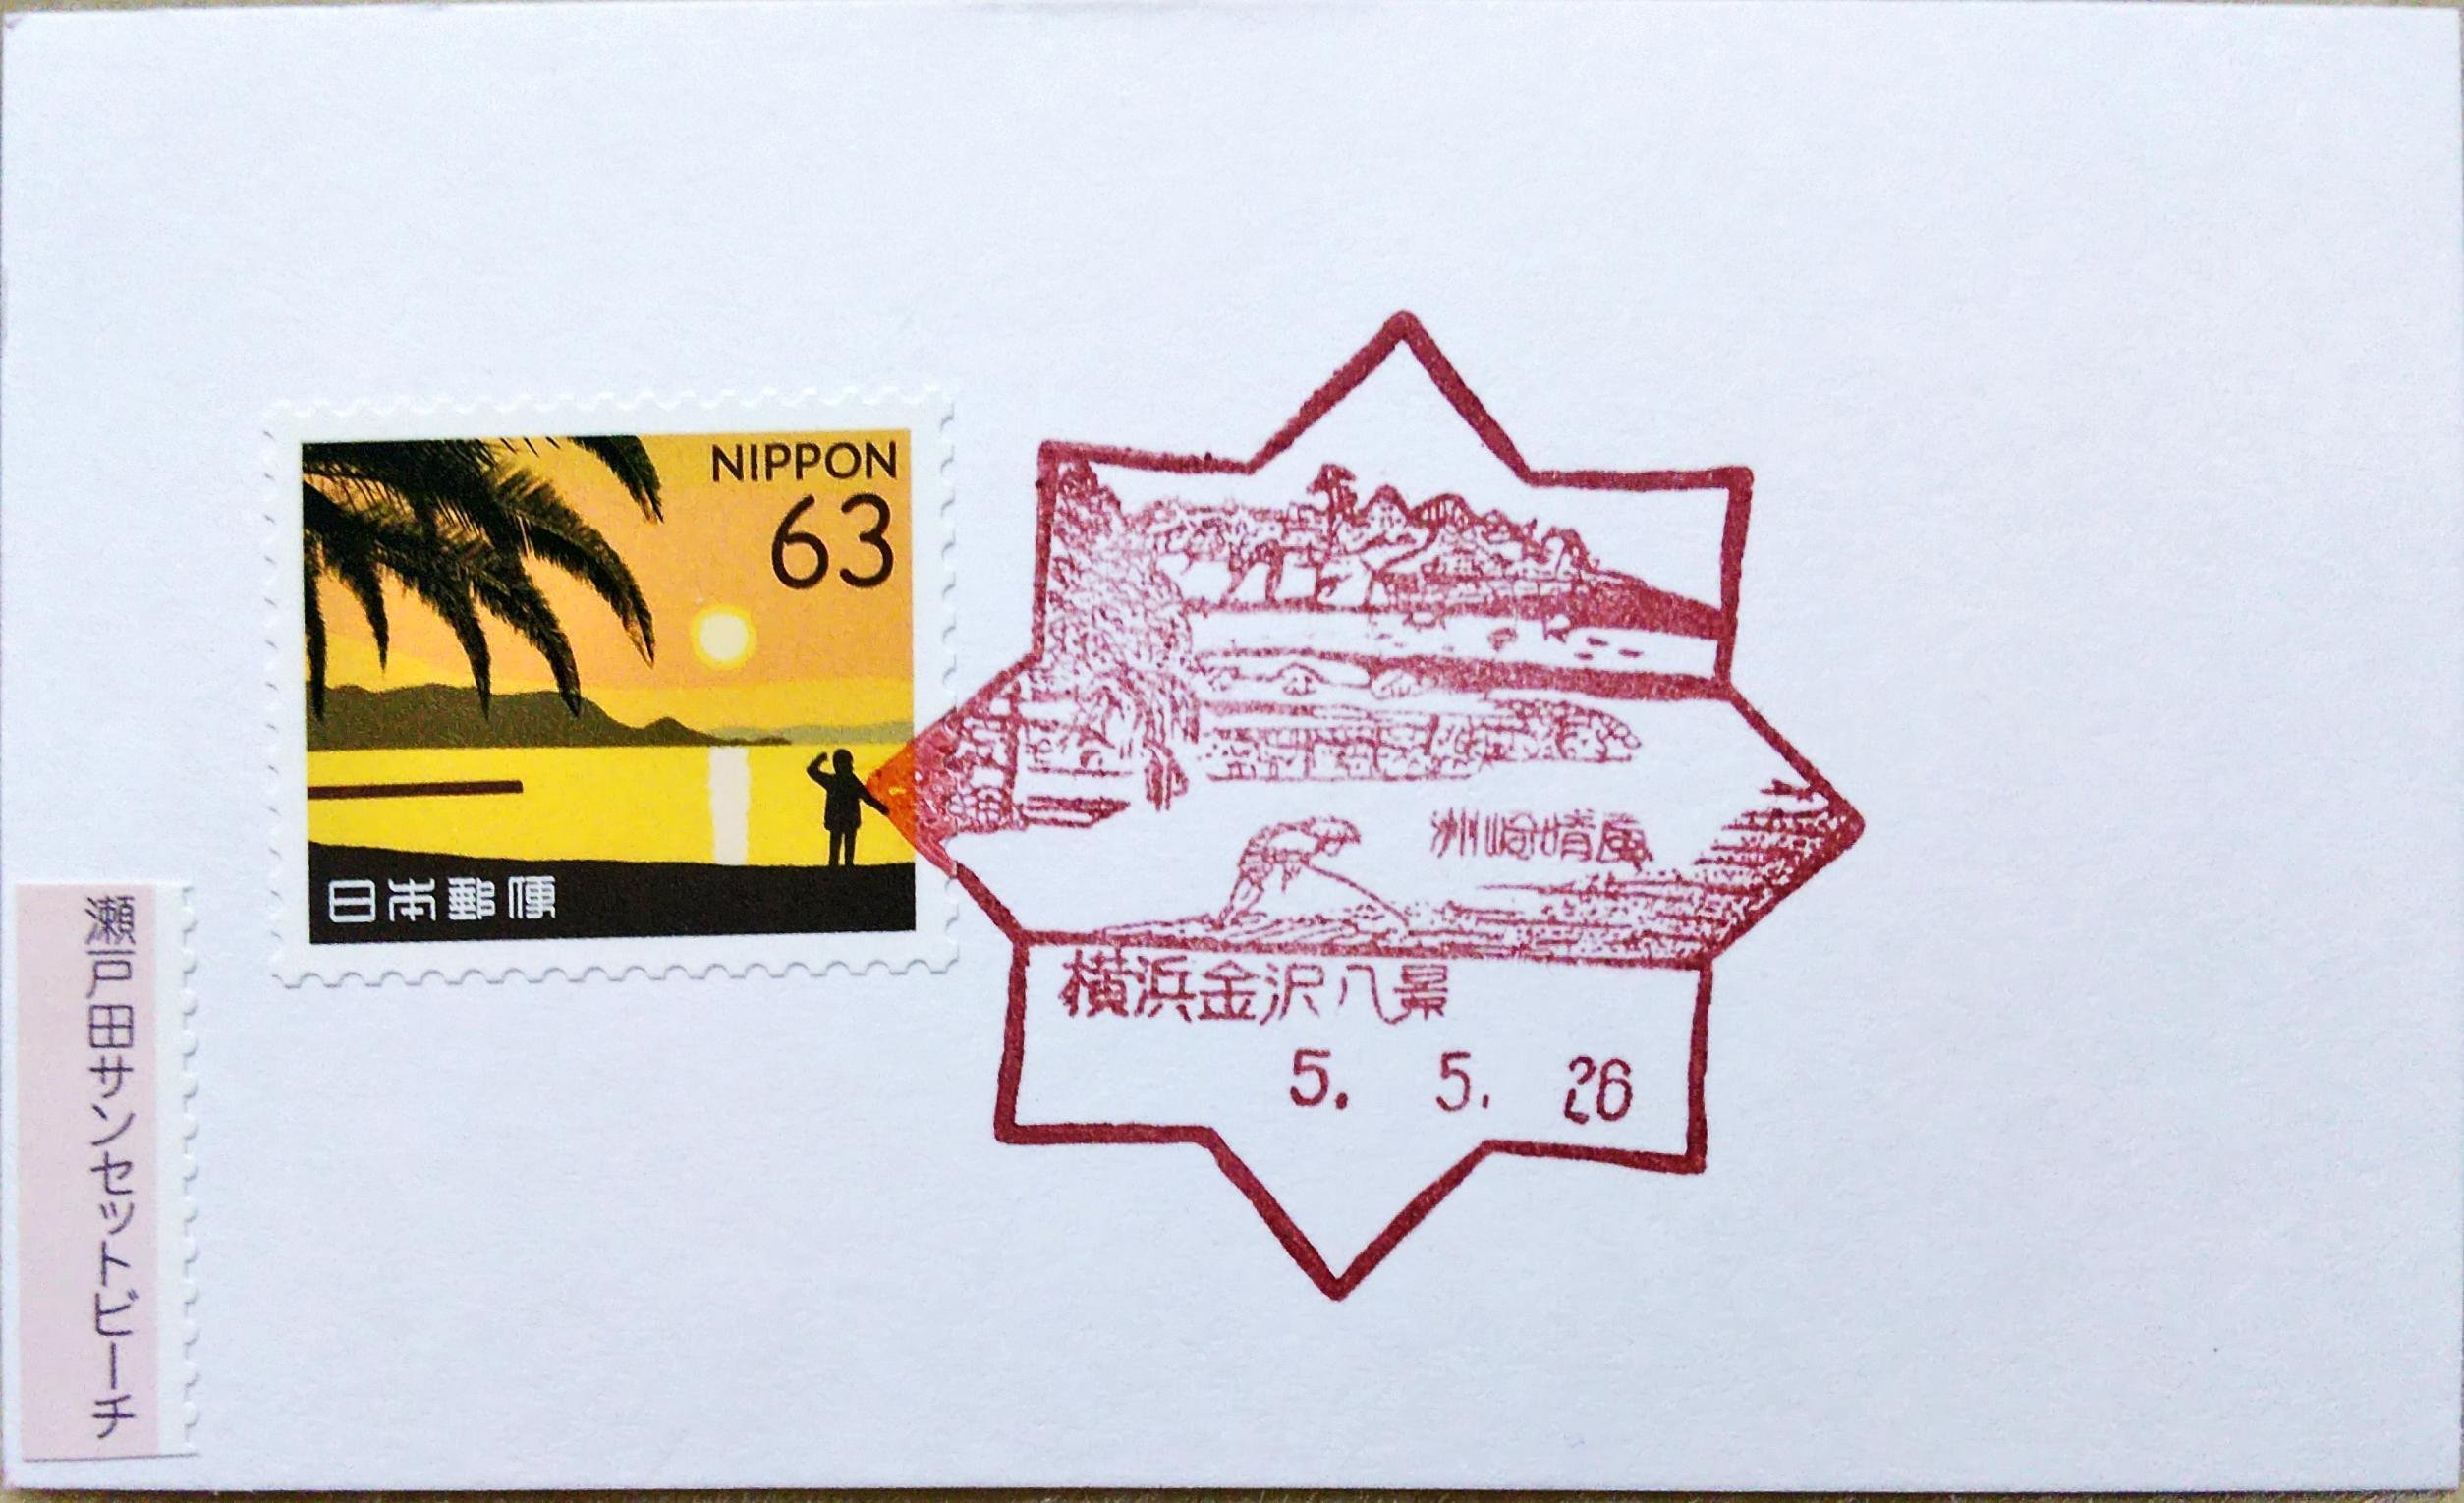 NIPPON
63
日本郵便
洲崎晴嵐
横浜金沢八景
5. 5. 26
瀬戸田サンセットビーチ